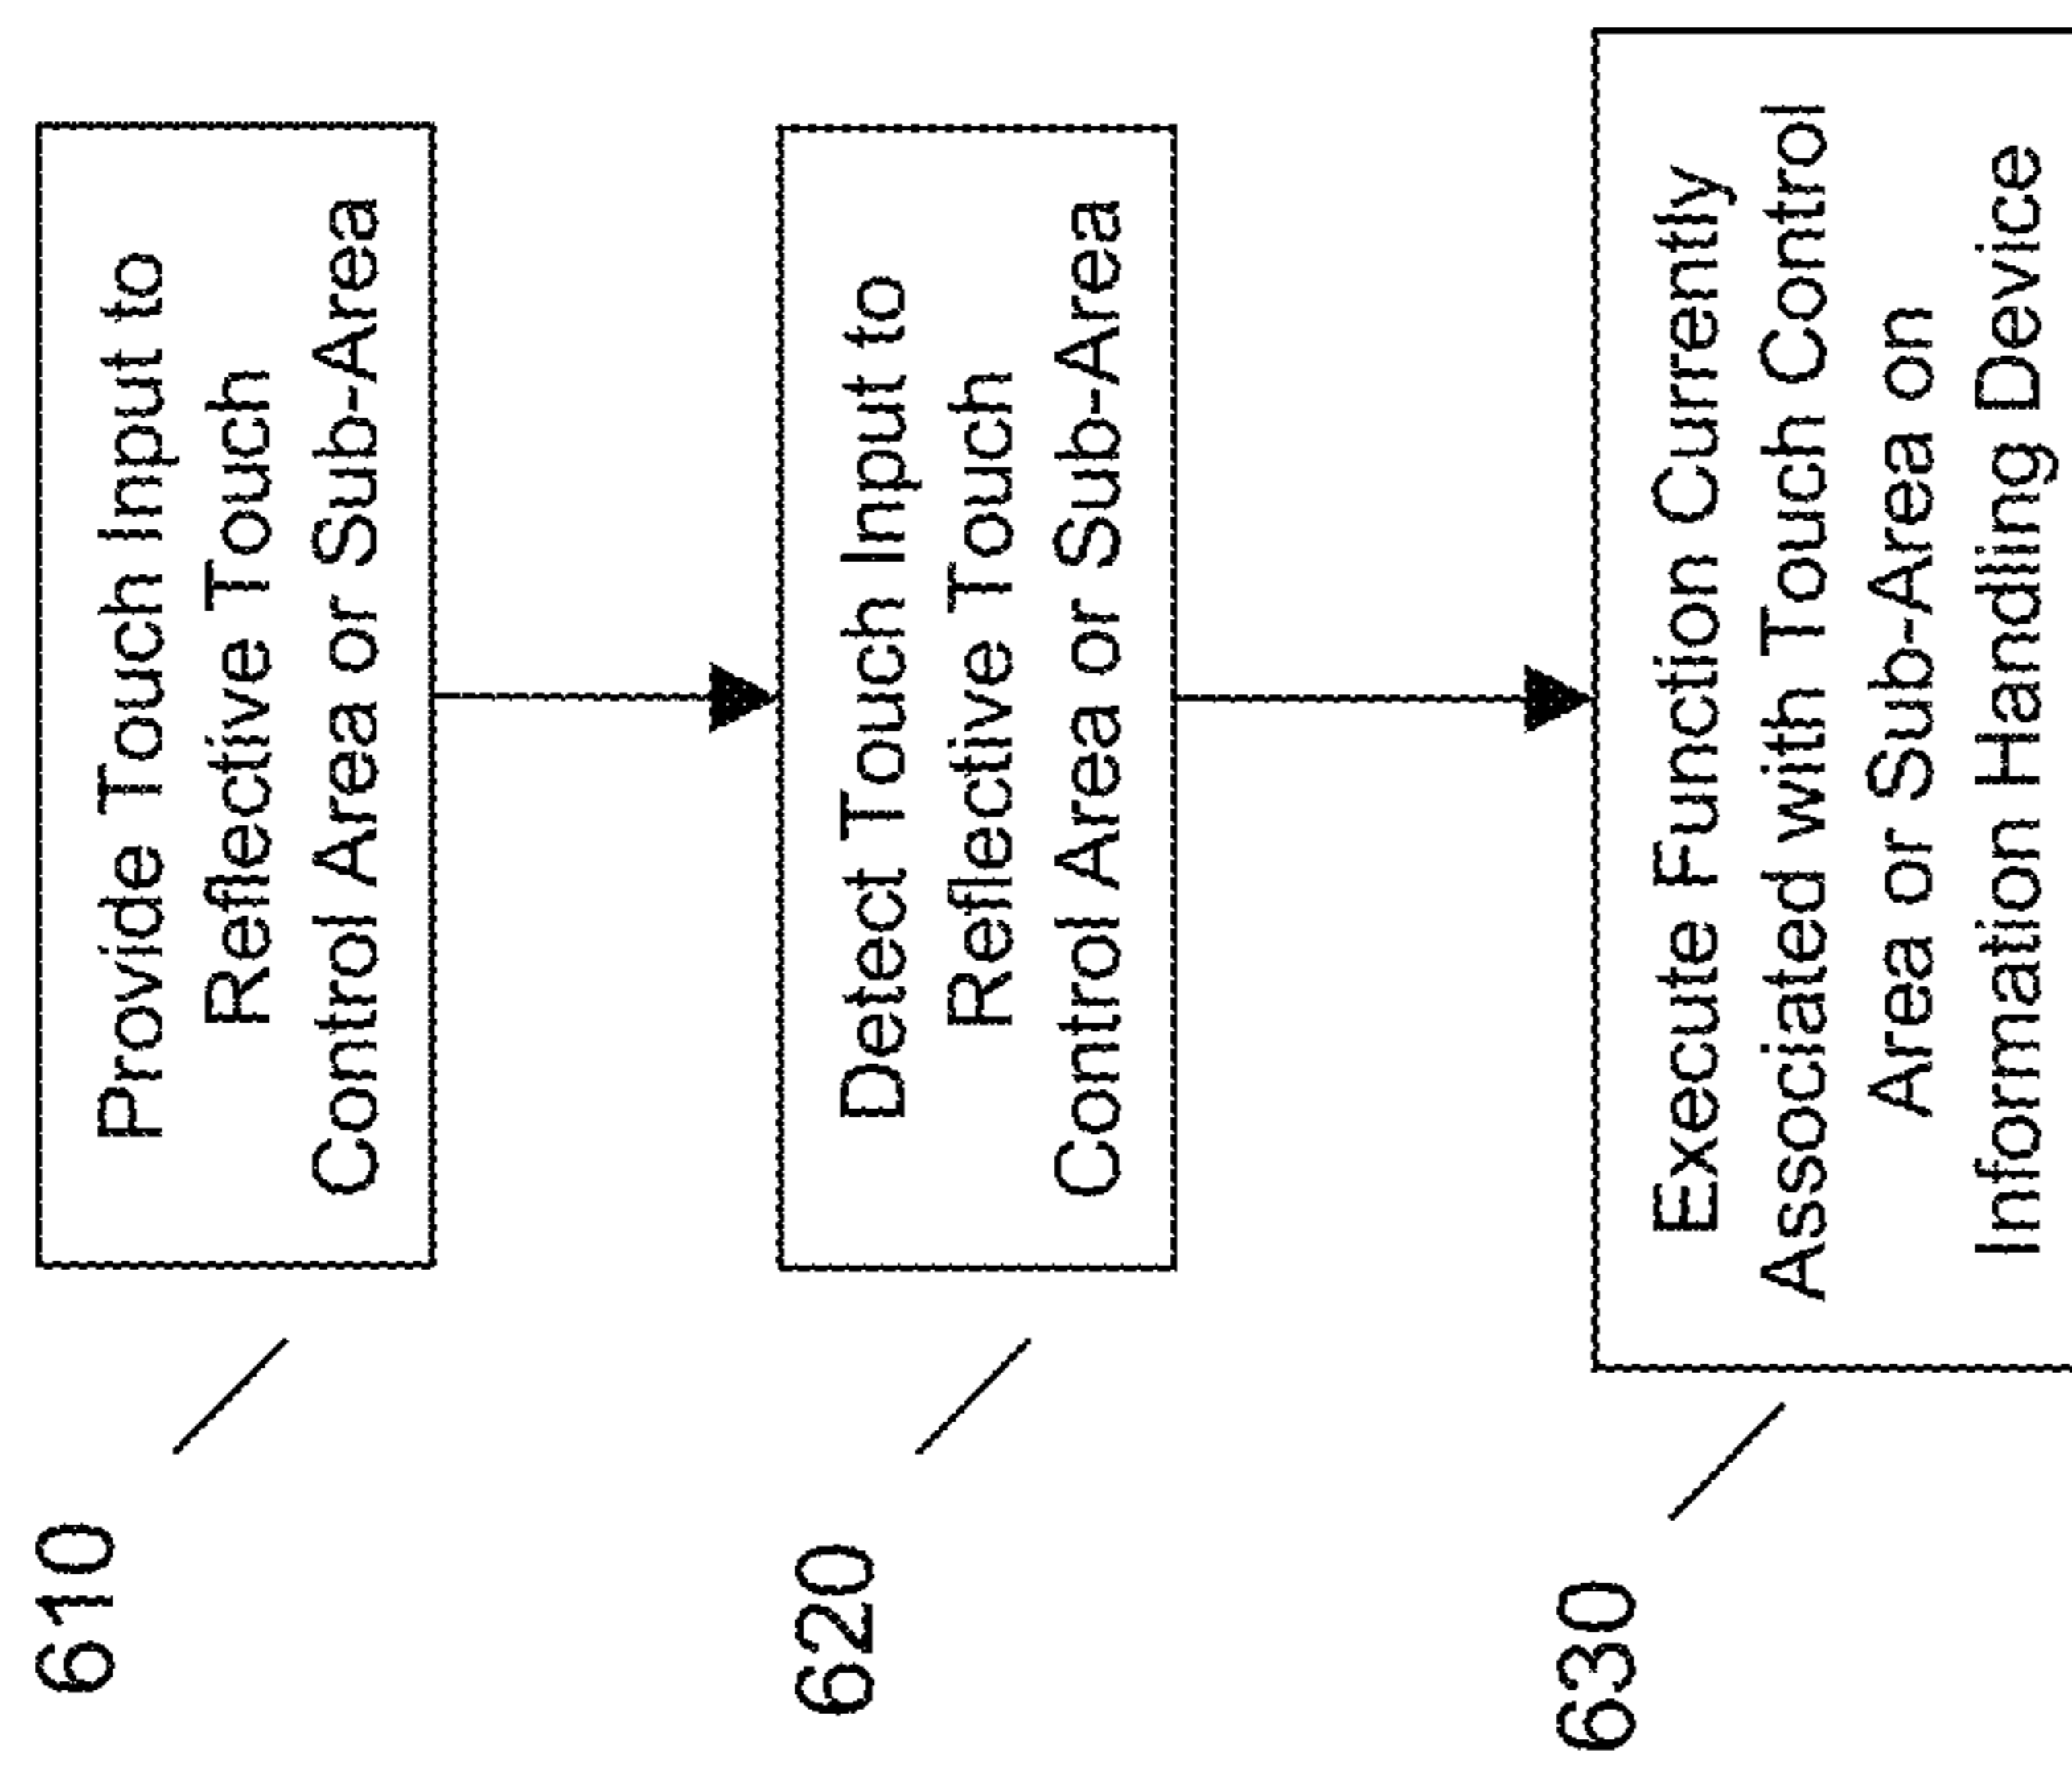 610
Provide Touch Input to
Reflective Touch
Control Area or Sub-Area
620
Detect Touch Input to
Reflective Touch
Control Area or Sub-Area
630
Execute Function Currently
Associated with Touch Control
Area or Sub-Area on
Information Handling Device